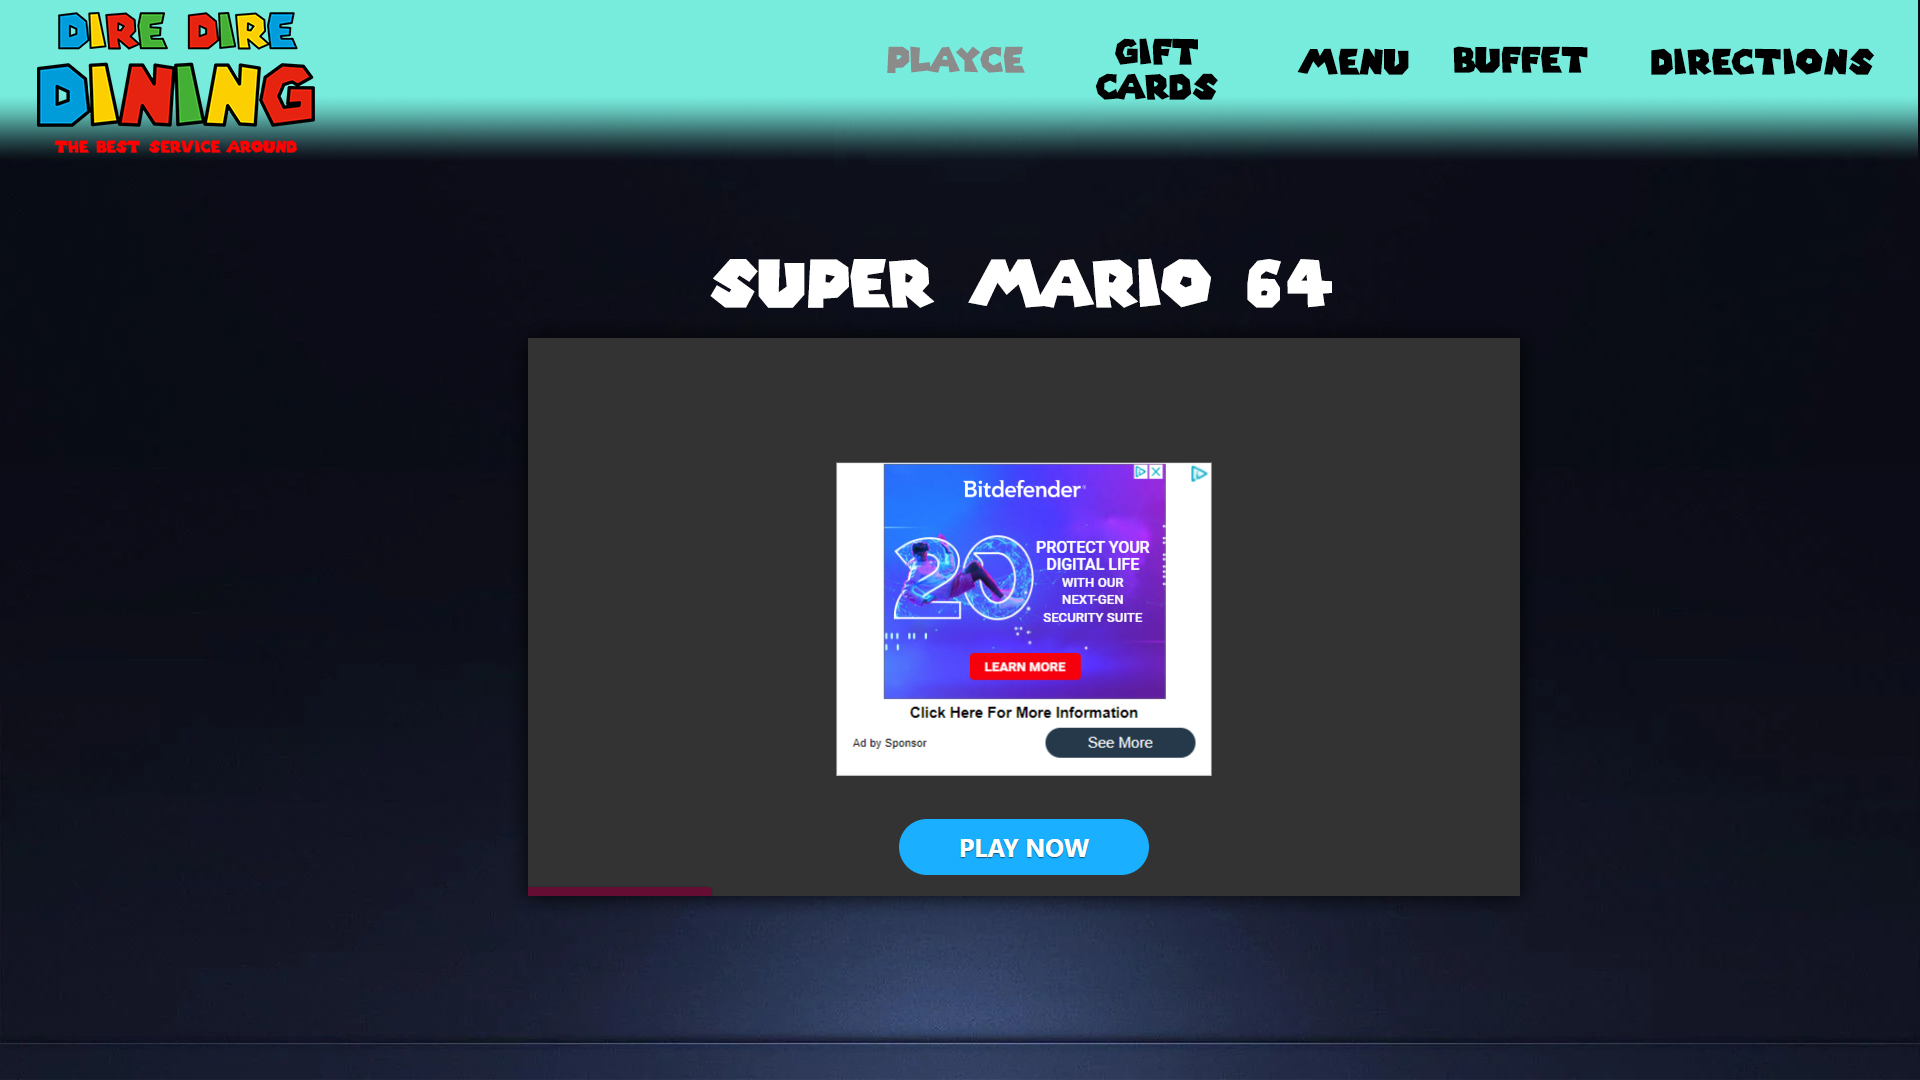 DIRE DIRE
DINING
THE BEST SERVICE AROUND
PLAYCE
GIFT
CARDS
MENU
BUFFET
DIRECTIONS
SUPER MARIO 64
Bitdefender
20
PROTECT YOUR
DIGITAL LIFE
WITH OUR
NEXT-GEN
SECURITY SUITE
LEARN MORE
Click Here For More Information
Ad by Sponsor
See More
PLAY NOW